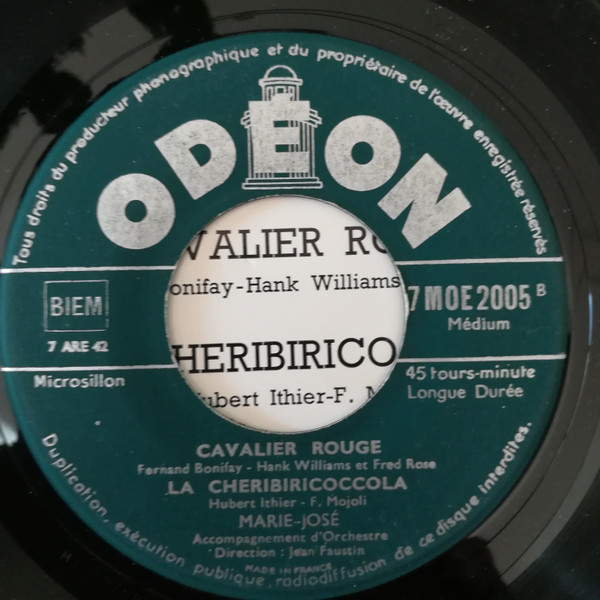 Tous droits du producteur phonographique et du propriétaire de l'œuvre enregistrée réservés
ODEON
VALIER RO
onifay-Hank Williams
HERIBIRICO
ubert Ithier-F. M
BIEM
7 ARE 42
7 MOE 2005 B
Médium
Microsillon
45 tours-minute
Longue Durée
CAVALIER ROUGE
Fernand Bonifay - Hank Williams et Fred Rose
LA CHERIBIRICOCCOLA
Hubert Ithier - F. Mojoli
MARIE-JOSÉ
Accompagnement d'Orchestre
Direction : Jean Faustin
MADE IN FRANCE
Duplication, exécution publique, radiodiffusion de ce disque interdites.